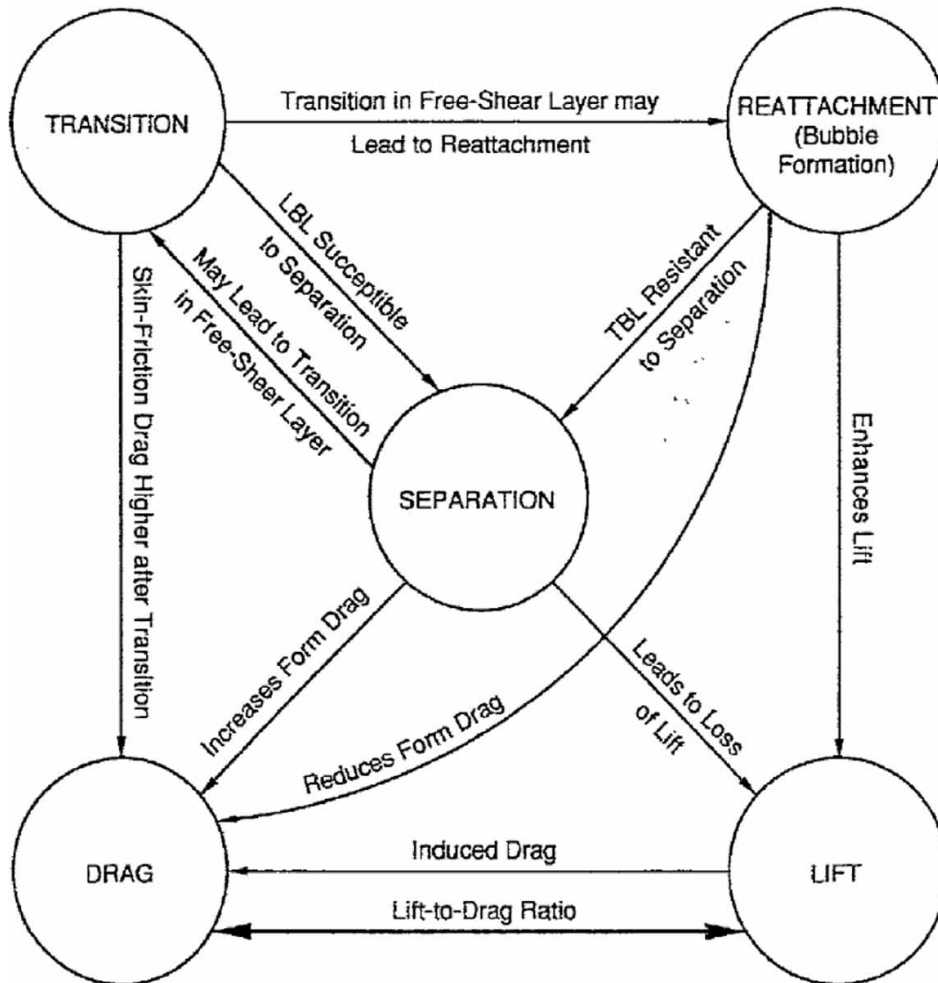 TRANSITION
Transition in Free-Shear Layer may
Lead to Reattachment
REATTACHMENT
(Bubble
Formation)
LBL Succeptible
to Separation
May Lead to Transition
in Free-Sheer Layer
TBL Resistant
to Separation
Skin-Friction Drag Higher after Transition
Enhances Lift
SEPARATION
Increases Form Drag
Reduces Form Drag
Leads to Loss
of Lift
DRAG
Induced Drag
Lift-to-Drag Ratio
LIFT